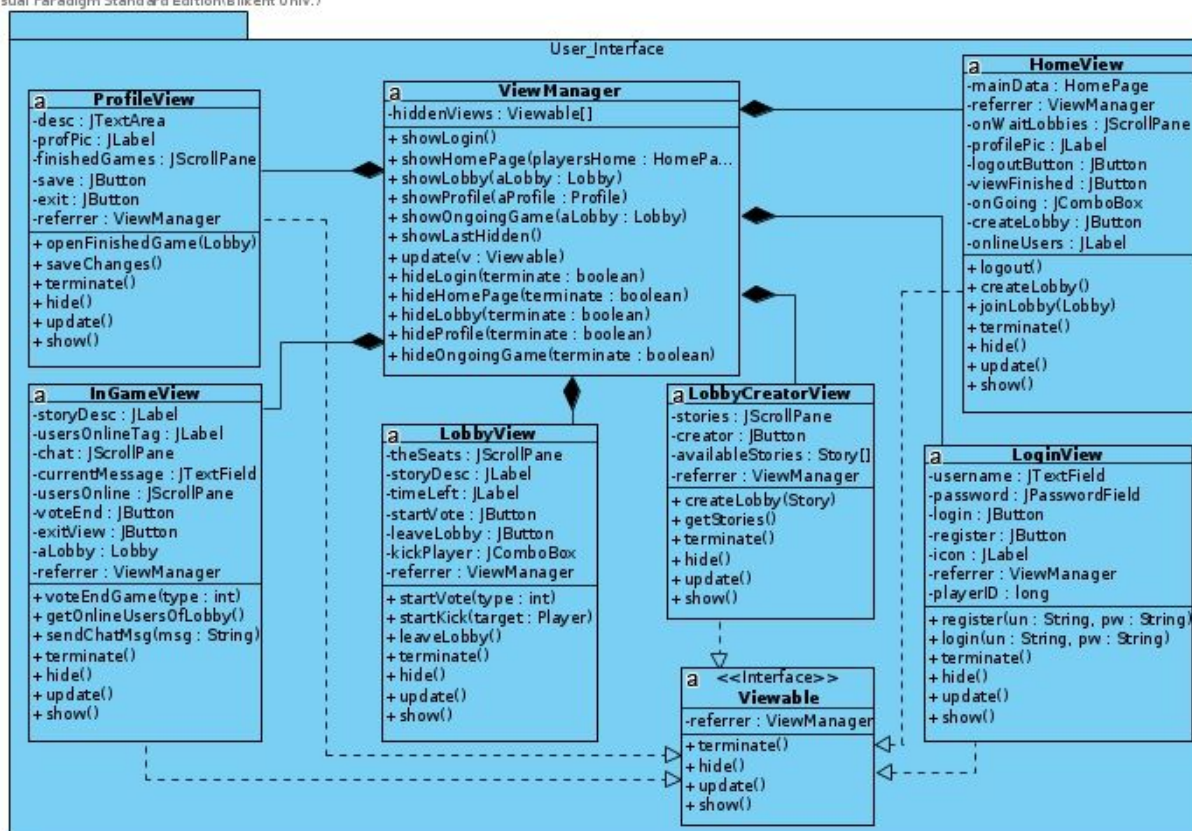 sual Paradigm Standard Edition(Bilkent Univ.)
User_Interface
a ProfileView
-desc : JTextArea
-profPic : JLabel
-finishedGames : JScrollPane
-save : JButton
-exit : JButton
-referrer : ViewManager
+openFinishedGame(Lobby)
+saveChanges()
+terminate()
+hide()
+update()
+show()
a ViewManager
-hiddenViews : Viewable[]
+showLogin()
+showHomePage(playersHome : HomePa...
+showLobby(aLobby : Lobby)
+showProfile(aProfile : Profile)
+showOngoingGame(aLobby : Lobby)
+showLastHidden()
+update(v : Viewable)
+hideLogin(terminate : boolean)
+hideHomePage(terminate : boolean)
+hideLobby(terminate : boolean)
+hideProfile(terminate : boolean)
+hideOngoingGame(terminate : boolean)
a HomeView
-mainData : HomePage
-referrer : ViewManager
-onWaitLobbies : JScrollPane
-profilePic : JLabel
-logoutButton : JButton
-viewFinished : JButton
-onGoing : JComboBox
-createLobby : JButton
-onlineUsers : JLabel
+logout()
+createLobby()
+joinLobby(Lobby)
+terminate()
+hide()
+update()
+show()
a InGameView
-storyDesc : JLabel
-usersOnlineTag : JLabel
-chat : JScrollPane
-currentMessage : JTextField
-usersOnline : JScrollPane
-voteEnd : JButton
-exitView : JButton
-aLobby : Lobby
-referrer : ViewManager
+voteEndGame(type : int)
+getOnlineUsersOfLobby()
+sendChatMsg(msg : String)
+terminate()
+hide()
+update()
+show()
a LobbyView
-theSeats : JScrollPane
-storyDesc : JLabel
-timeLeft : JLabel
-startVote : JButton
-leaveLobby : JButton
-kickPlayer : JComboBox
-referrer : ViewManager
+startVote(type : int)
+startKick(target : Player)
+leaveLobby()
+terminate()
+hide()
+update()
+show()
a LobbyCreatorView
-stories : JScrollPane
-creator : JButton
-availableStories : Story[]
-referrer : ViewManager
+createLobby(Story)
+getStories()
+terminate()
+hide()
+update()
+show()
a LoginView
-username : JTextField
-password : JPasswordField
-login : JButton
-register : JButton
-icon : JLabel
-referrer : ViewManager
-playerID : long
+register(un : String, pw : String)
+login(un : String, pw : String)
+terminate()
+hide()
+update()
+show()
a <<Interface>>
Viewable
-referrer : ViewManager
+terminate()
+hide()
+update()
+show()